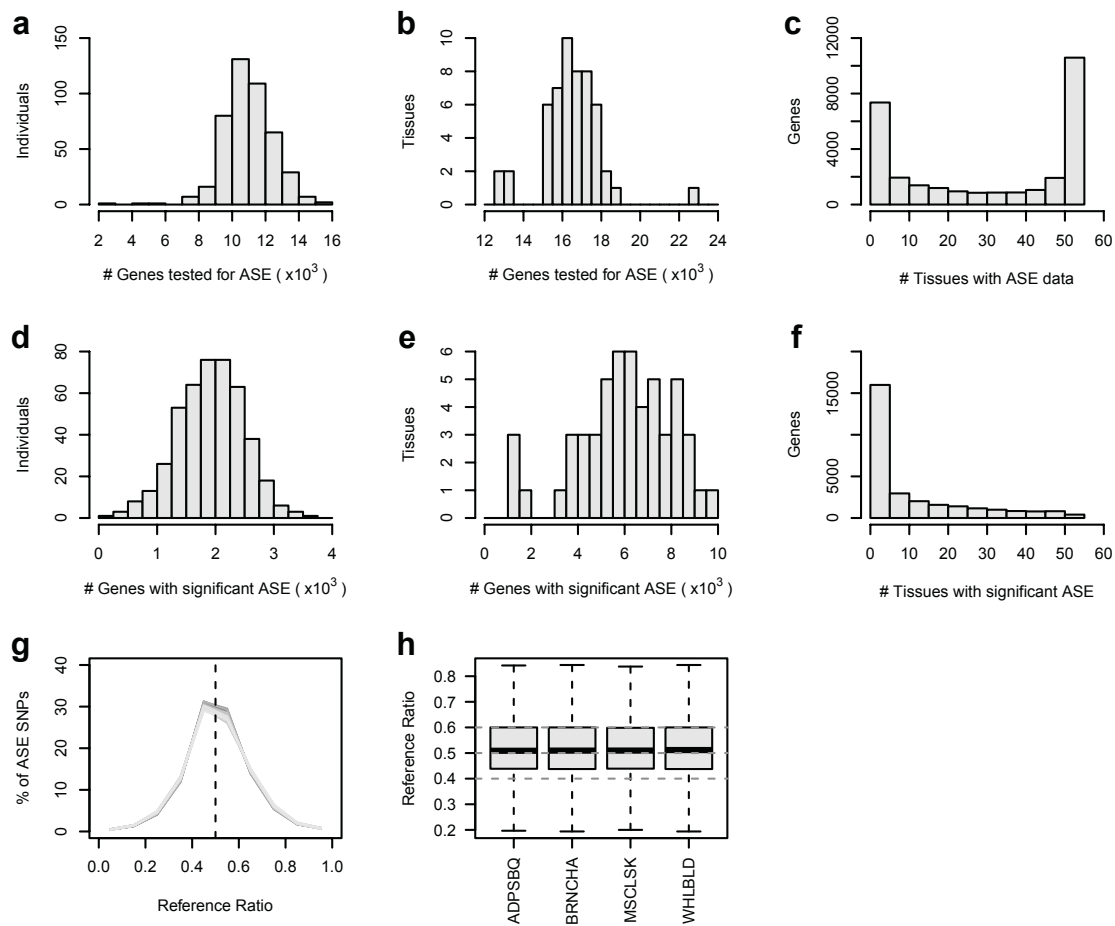 a
150
100
50
0
Individuals
2 4 6 8 10 12 14 16
# Genes tested for ASE ( x10³ )
b
10
8
6
4
2
0
Tissues
12 14 16 18 20 22 24
# Genes tested for ASE ( x10³ )
c
12000
8000
4000
0
Genes
0 10 20 30 40 50 60
# Tissues with ASE data
d
80
60
40
20
0
Individuals
0 1 2 3 4
# Genes with significant ASE ( x10³ )
e
6
5
4
3
2
1
0
Tissues
0 2 4 6 8 10
# Genes with significant ASE ( x10³ )
f
15000
5000
0
Genes
0 10 20 30 40 50 60
# Tissues with significant ASE
g
40
30
20
10
0
% of ASE SNPs
0.0 0.2 0.4 0.6 0.8 1.0
Reference Ratio
h
0.8
0.7
0.6
0.5
0.4
0.3
0.2
Reference Ratio
ADPSBQ
BRNCHA
MSCLSK
WHLBLD